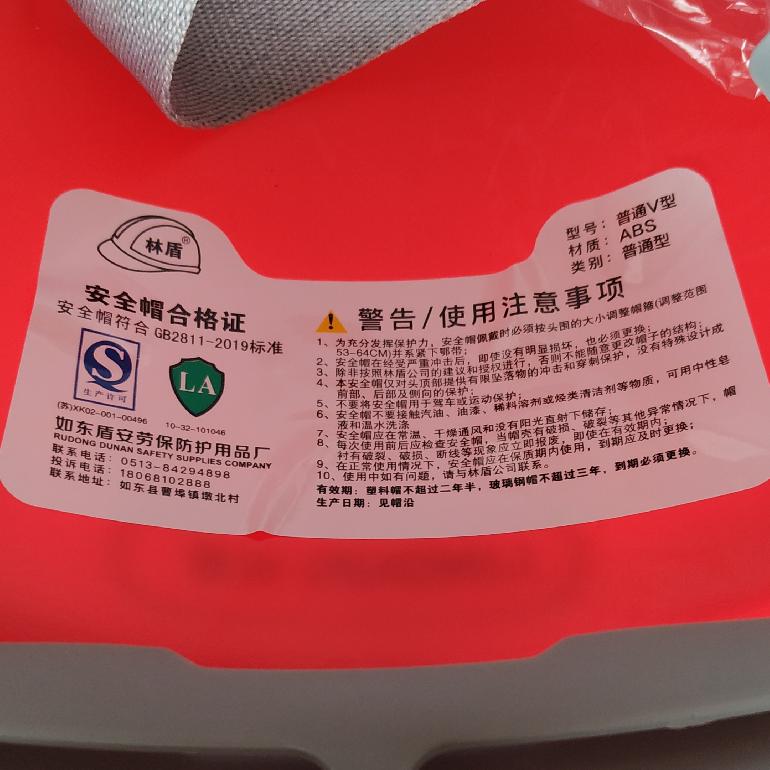 林盾®
安全帽合格证
安全帽符合 GB2811-2019标准
生产许可
LA
(苏)XK02-001-00496
10-32-101046
如东盾安劳保防护用品厂
RUDONG DUNAN SAFETY SUPPLIES COMPANY
联系电话：0513-84294898
投诉电话：18068102888
联系地址：如东县曹埠镇墩北村
型号：普通V型
材质：ABS
类别：普通型
警告/使用注意事项
1、为充分发挥保护力，安全帽佩戴时必须按头围的大小调整帽箍(调整范围
53-64CM)并系紧下鄂带；
2、安全帽在经受严重冲击后，即使没有明显损坏，也必须更换；
3、除非按照林盾公司的建议和授权进行，否则不能随意更改帽子的结构；
4、本安全帽仅对头顶部提供有限坠落物的冲击和穿刺保护，没有特殊设计成
前部、后部及侧向的保护；
5、不要将安全帽用于驾车或运动保护；
6、安全帽不要接触汽油、油漆、稀释溶剂或烃类清洁剂等物质，可用中性皂
液和温水洗涤
7、安全帽应在常温、干燥通风和没有阳光直射下储存；
8、每次使用前后应检查安全帽，当帽壳有破损、破裂等其他异常情况下，帽
衬有破裂、破损、断线等现象应立即报废，即使在有效期内；
9、在正常使用情况下，安全帽应在保质期内使用，到期应及时更换；
10、使用中如有问题，请与林盾公司联系。
有效期：塑料帽不超过二年半，玻璃钢帽不超过三年，到期必须更换。
生产日期：见帽沿